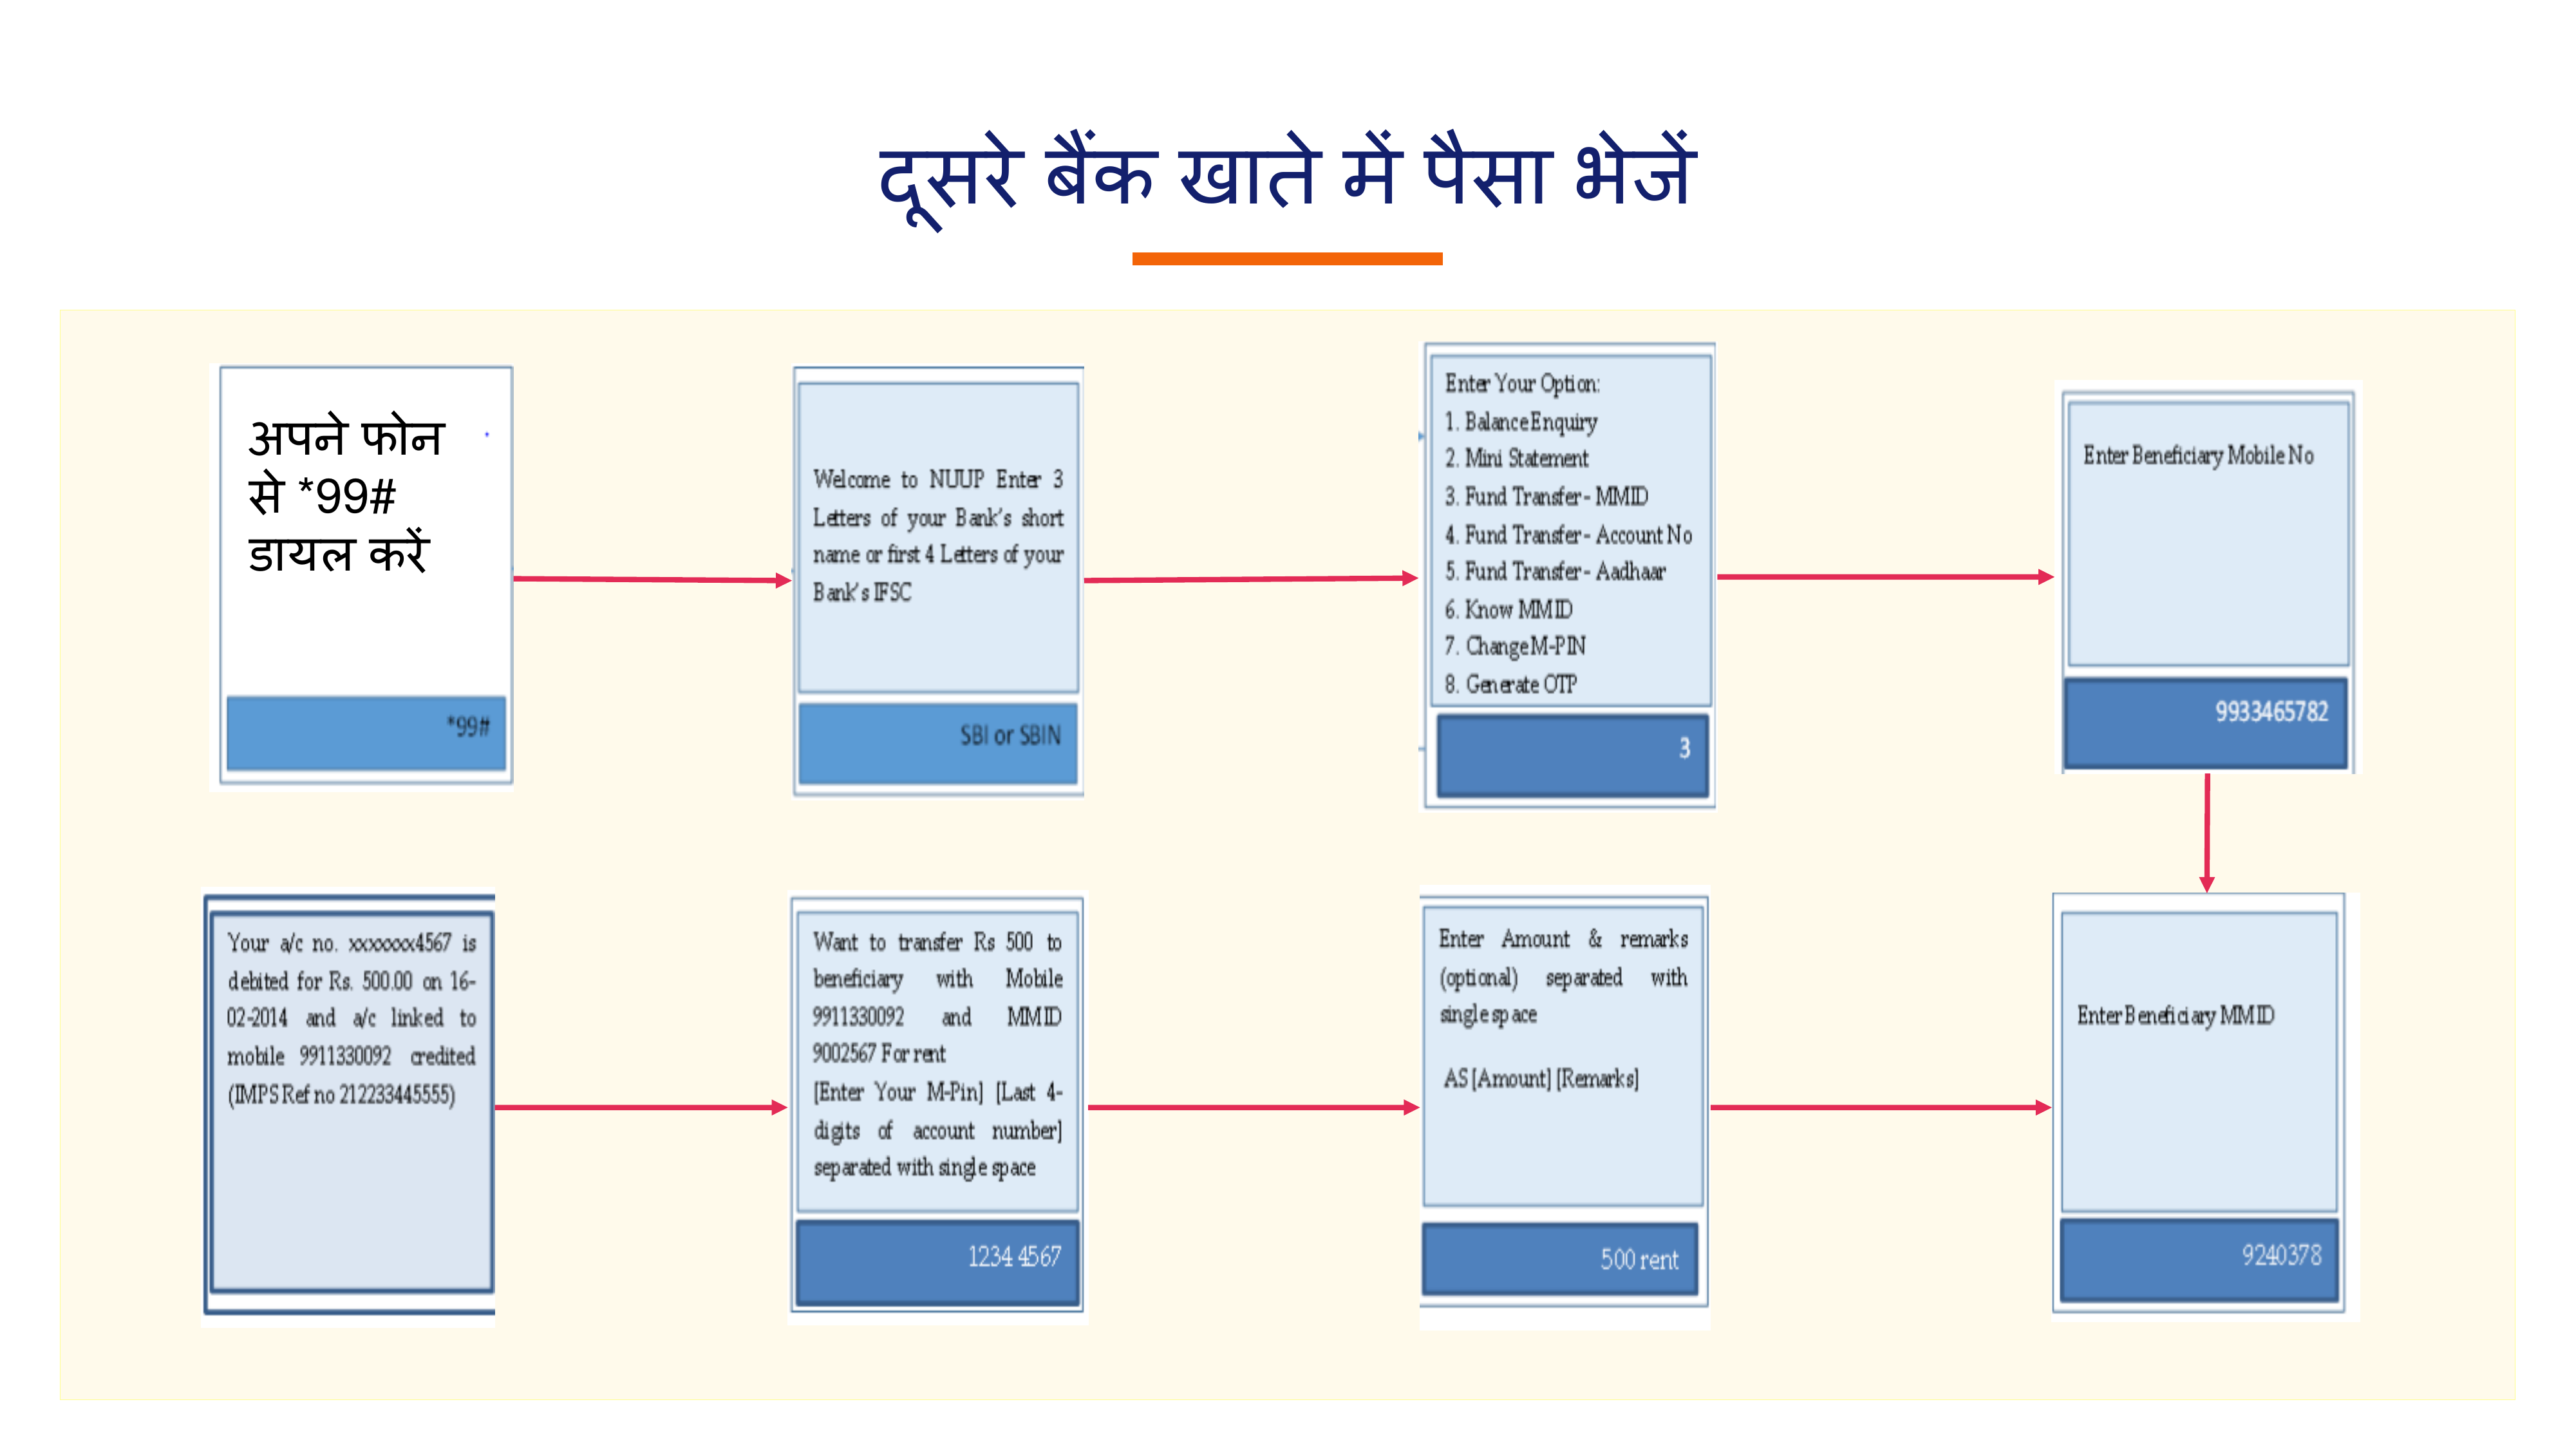 दूसरे बैंक खाते में पैसा भेजें
अपने फोन
से *99#
डायल करें
*99#
Welcome to NUUP Enter 3
Letters of your Bank's short
name or first 4 Letters of your
Bank's IFSC
SBI or SBIN
Enter Your Option:
1. Balance Enquiry
2. Mini Statement
3. Fund Transfer - MMID
4. Fund Transfer - Account No
5. Fund Transfer - Aadhaar
6. Know MMID
7. Change M-PIN
8. Generate OTP
3
Enter Beneficiary Mobile No
9933465782
Your a/c no. xxxxxxx4567 is
debited for Rs. 500.00 on 16-
02-2014 and a/c linked to
mobile 9911330092 credited
(IMPS Ref no 212233445555)
Want to transfer Rs 500 to
beneficiary with Mobile
9911330092 and MMID
9002567 For rent
[Enter Your M-Pin] [Last 4-
digits of account number]
separated with single space
1234 4567
Enter Amount & remarks
(optional) separated with
single space
AS [Amount] [Remarks]
500 rent
Enter Beneficiary MMID
9240378